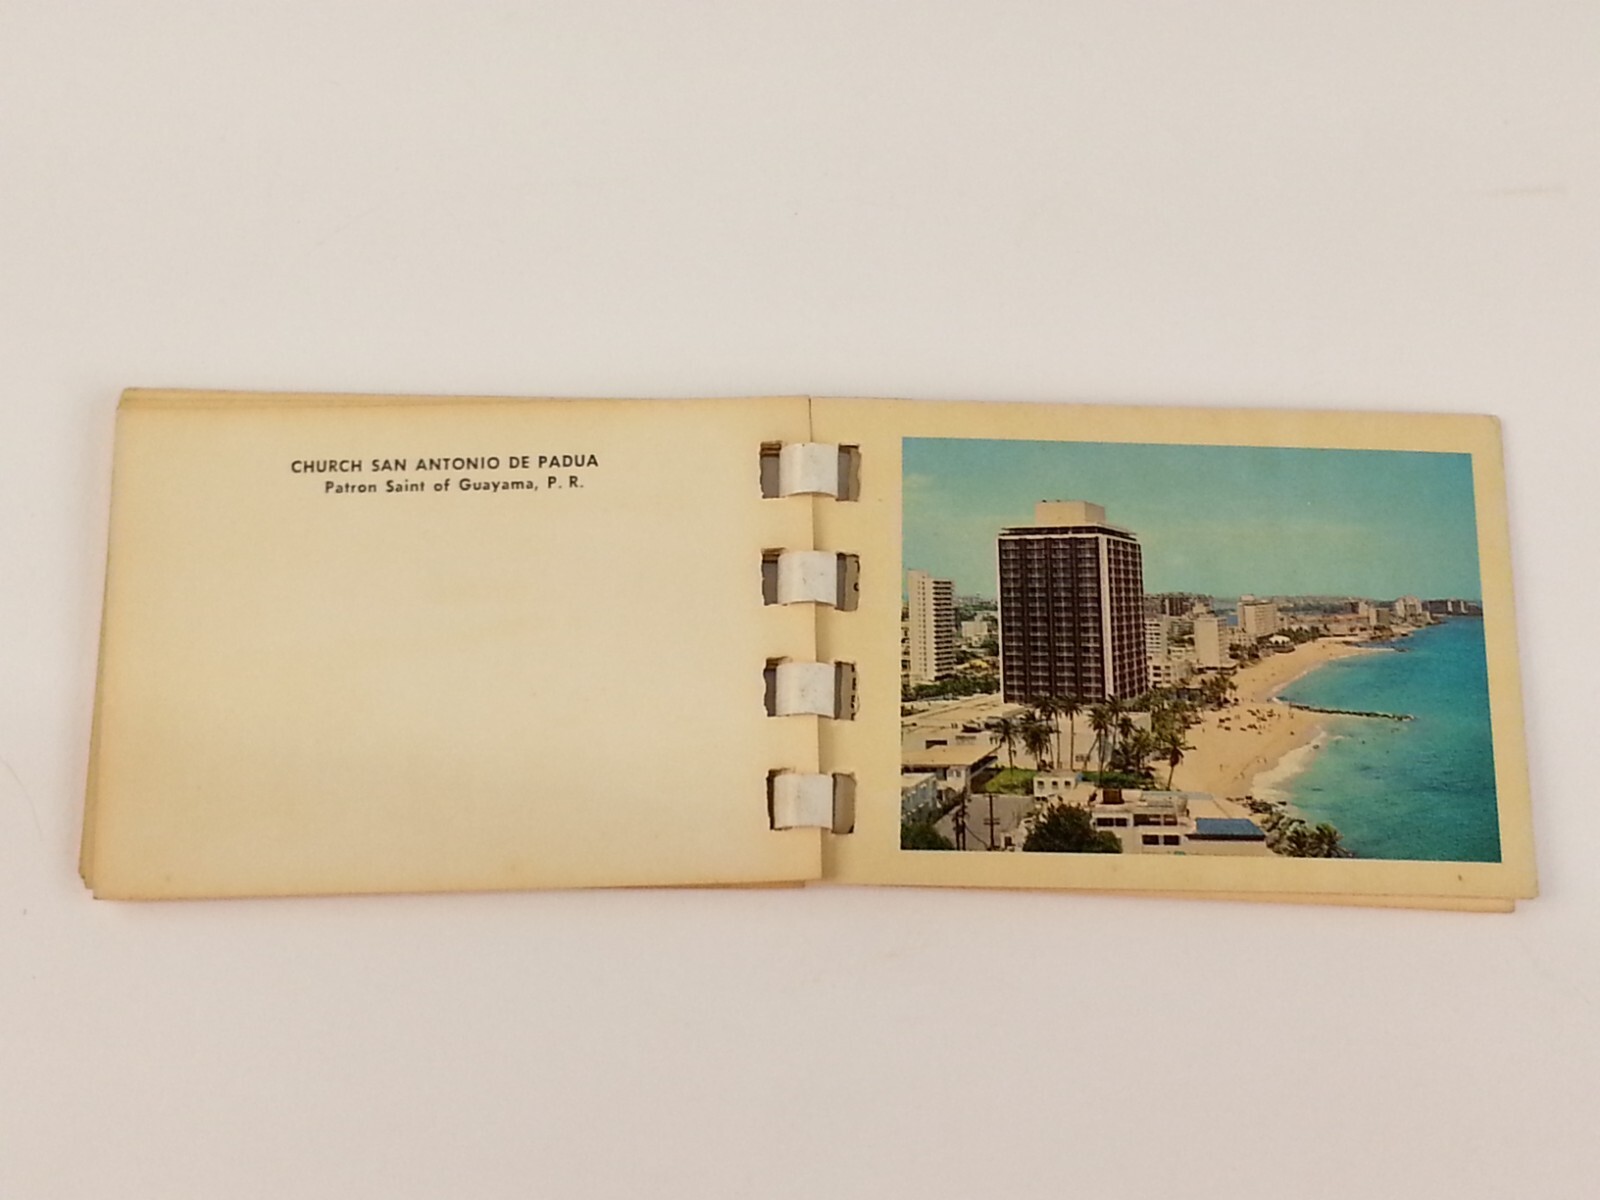 CHURCH SAN ANTONIO DE PADUA
Patron Saint of Guayama, P. R.